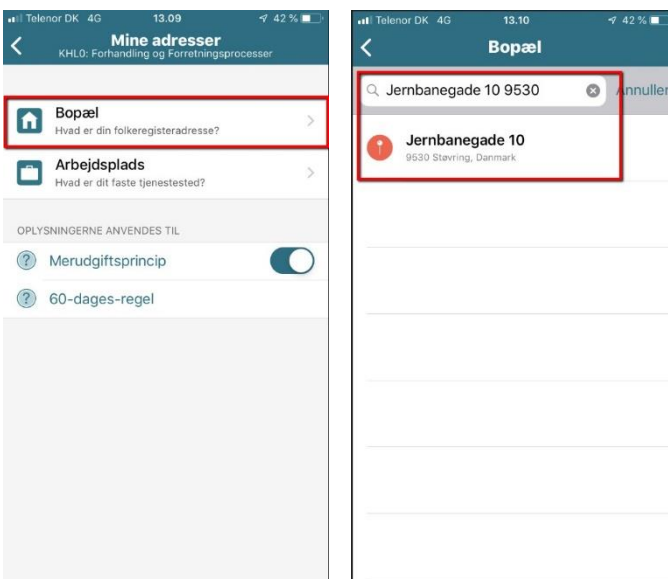 Telenor DK 4G 13.09 42 %
Mine adresser
KHL0: Forhandling og Forretningsprocesser
Bopæl
Hvad er din folkeregisteradresse?
Arbejdsplads
Hvad er dit faste tjenestested?
OPLYSNINGERNE ANVENDES TIL
? Merudgiftsprincip
? 60-dages-regel
Telenor DK 4G 13.10 42 %
Bopæl
Jernbanegade 10 9530 Annuller
Jernbanegade 10
9530 Støvring, Danmark